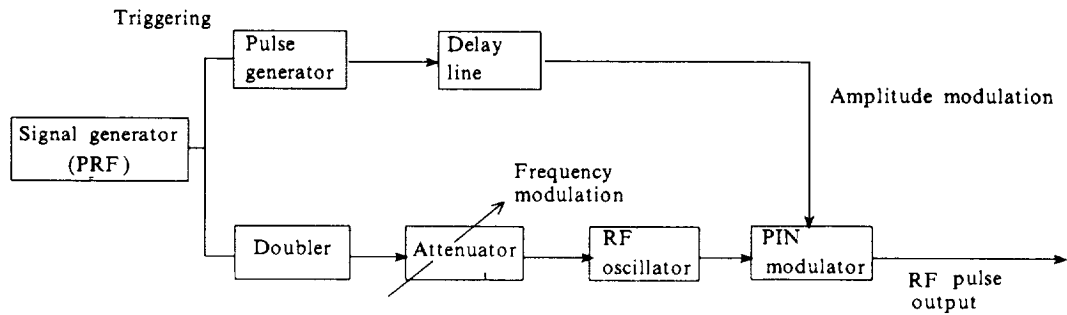 Triggering
Pulse
generator
Delay
line
Amplitude modulation
Signal generator
(PRF)
Frequency
modulation
Doubler
Attenuator
RF
oscillator
PIN
modulator
RF pulse
output